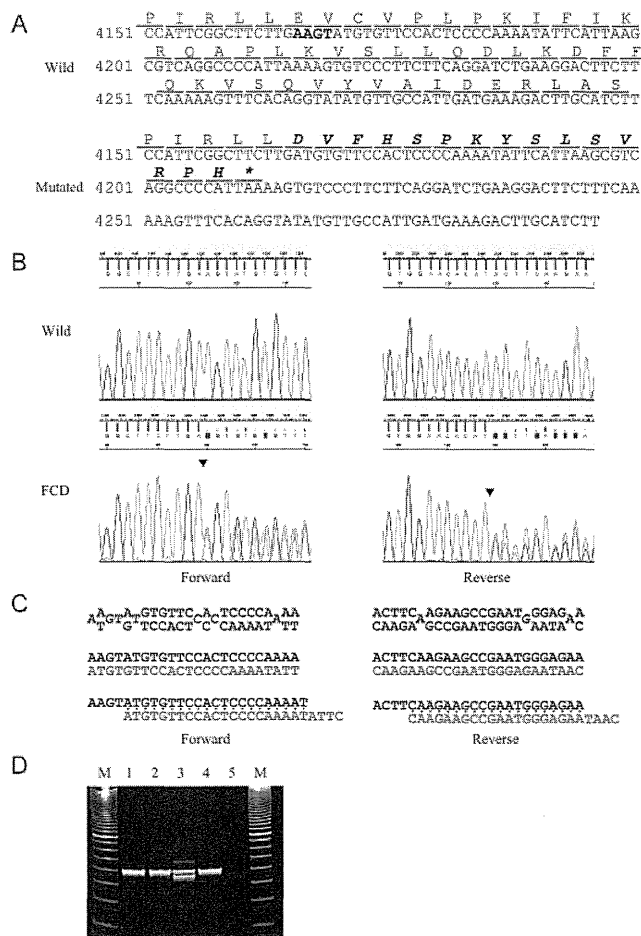 A
P I R L L E V C V P L P K I F I K
4151 CCATTCGGCTTCTTGAAGTATGTGTTCCACTCCCCAAAATATTCATTAAG
R Q A P L K V S L L Q D L K D F F
Wild 4201 CGTCAGGCCCCATTAAAAGTGTCCCTTCTTCAGGATCTGAAGGACTTCTT
Q K V S Q V Y V A I D E R L A S
4251 TCAAAAAGTTTCACAGGTATATGTTGCCATTGATGAAAGACTTGCATCTT
P I R L L D V F H S P K Y S L S V
4151 CCATTCGGCTTCTTGATGTGTTCCACTCCCCAAAATATTCATTAAGCGTC
R P H *
Mutated 4201 AGGCCCCATTAAAAGTGTCCCTTCTTCAGGATCTGAAGGACTTCTTTCAA
4251 AAAGTTTCACAGGTATATGTTGCCATTGATGAAAGACTTGCATCTT
B
Wild
FCD
Forward Reverse
C
AAGTATGTGTTCCACTCCCCAAAA ACTTCAAGAAGCCGAATGGGAGAA
ATGTGTTCCACTCCCCAAAATATT CAAGAAGCCGAATGGGAGAATAAC
AAGTATGTGTTCCACTCCCCAAAAT ACTTCAAGAAGCCGAATGGGAGAA
ATGTGTTCCACTCCCCAAAATATTC CAAGAAGCCGAATGGGAGAATAAC
Forward Reverse
D
M 1 2 3 4 5 M